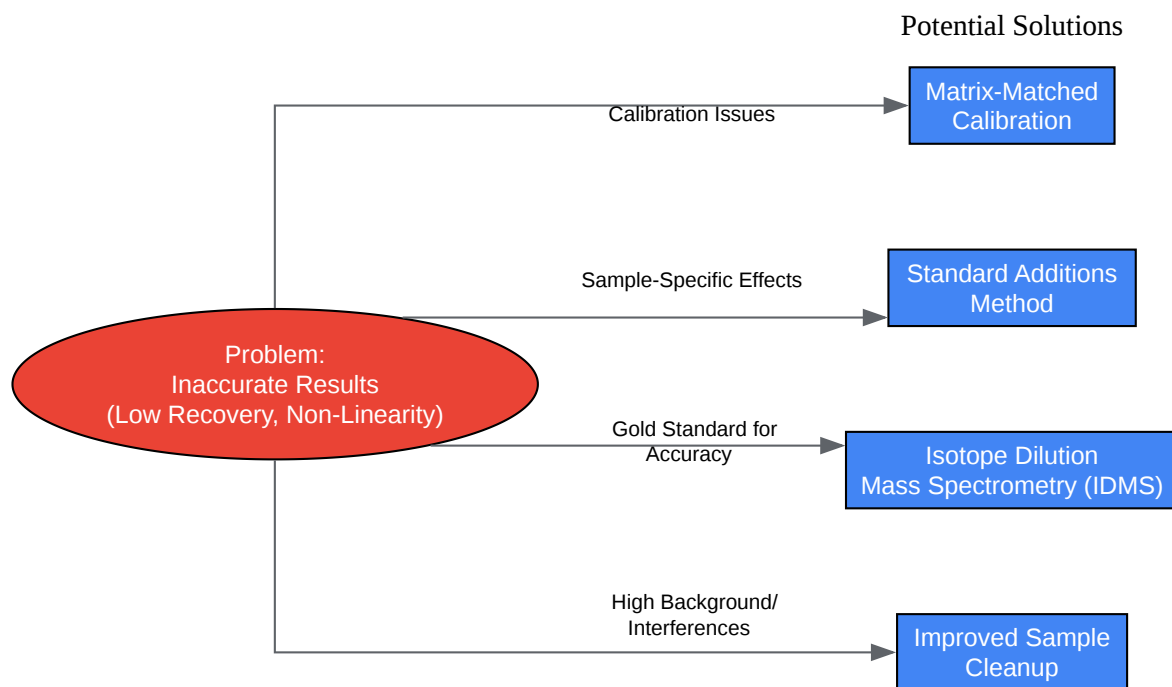 Potential Solutions
Matrix-Matched
Calibration
Calibration Issues
Standard Additions
Method
Sample-Specific Effects
Problem:
Inaccurate Results
(Low Recovery, Non-Linearity)
Gold Standard for
Accuracy
Isotope Dilution
Mass Spectrometry (IDMS)
High Background/
Interferences
Improved Sample
Cleanup